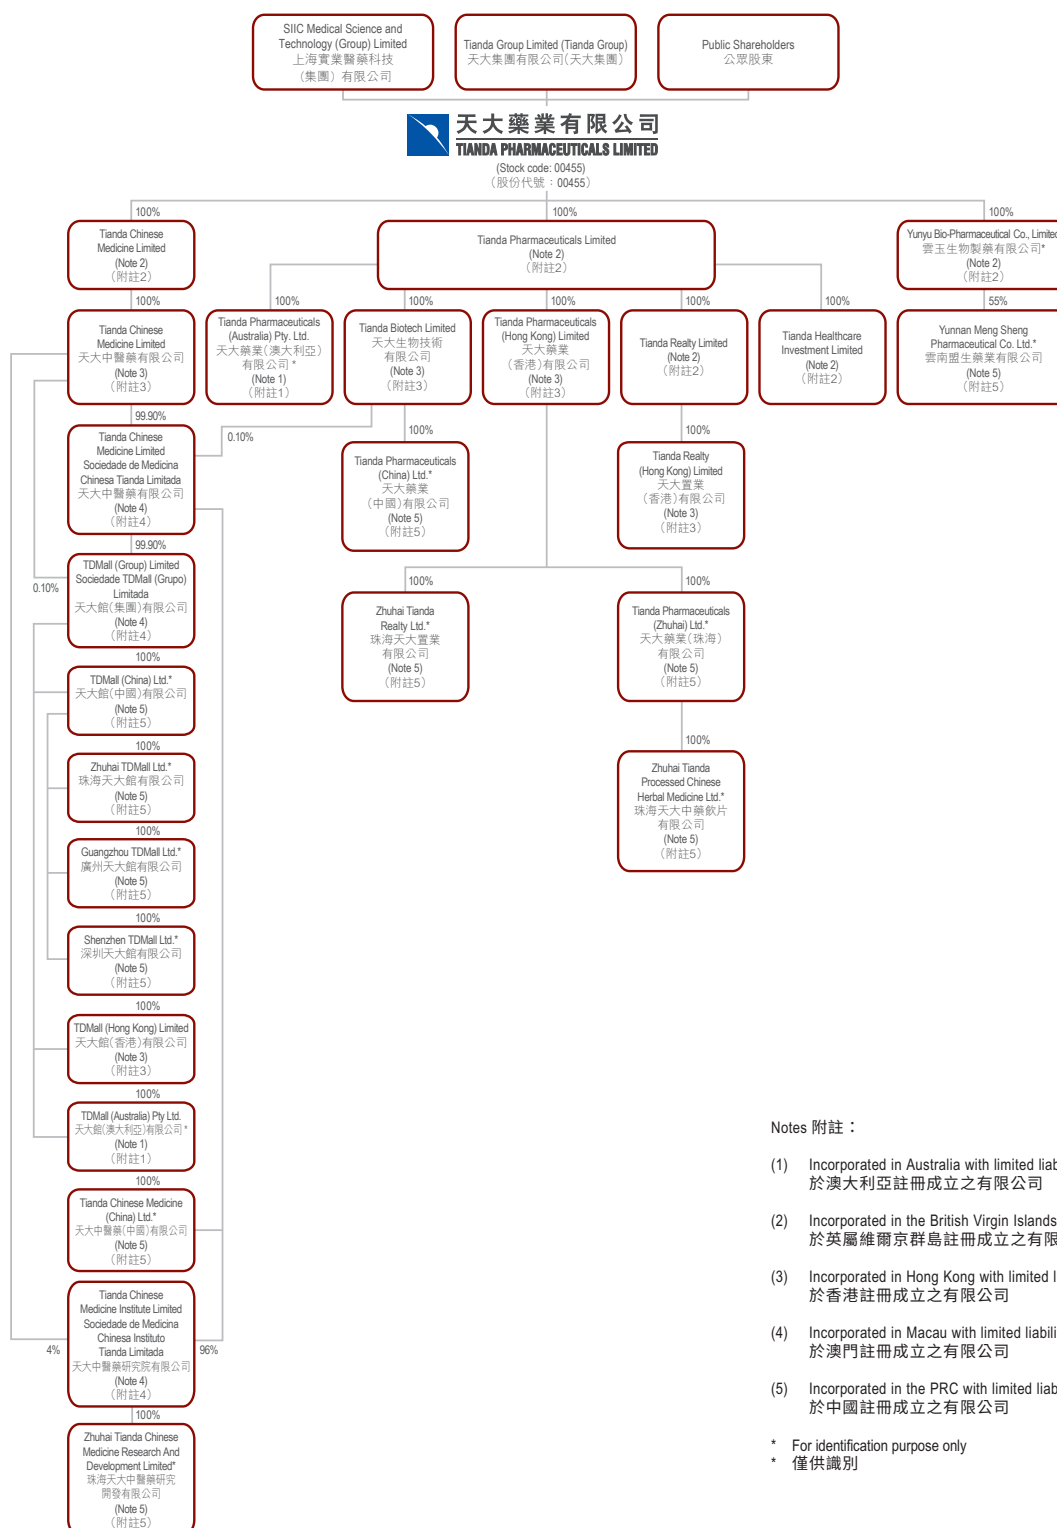 SIIC Medical Science and
Technology (Group) Limited
上海實業醫藥科技
（集團）有限公司
Tianda Group Limited (Tianda Group)
天大集團有限公司(天大集團)
Public Shareholders
公眾股東
天大藥業有限公司
TIANDA PHARMACEUTICALS LIMITED
(Stock code: 00455)
（股份代號：00455）
100%
100%
100%
Tianda Chinese
Medicine Limited
(Note 2)
（附註2）
Tianda Pharmaceuticals Limited
(Note 2)
（附註2）
Yunyu Bio-Pharmaceutical Co., Limited
雲玉生物製藥有限公司*
(Note 2)
（附註2）
100%
100%
100%
100%
100%
100%
55%
Tianda Chinese
Medicine Limited
天大中醫藥有限公司
(Note 3)
（附註3）
Tianda Pharmaceuticals
(Australia) Pty. Ltd.
天大藥業（澳大利亞）
有限公司*
(Note 1)
（附註1）
Tianda Biotech Limited
天大生物技術
有限公司
(Note 3)
（附註3）
Tianda Pharmaceuticals
(Hong Kong) Limited
天大藥業
（香港）有限公司
(Note 3)
（附註3）
Tianda Realty Limited
(Note 2)
（附註2）
Tianda Healthcare
Investment Limited
(Note 2)
（附註2）
Yunnan Meng Sheng
Pharmaceutical Co. Ltd.*
雲南盟生藥業有限公司
(Note 5)
（附註5）
99.90%
0.10%
100%
100%
Tianda Chinese
Medicine Limited
Sociedade de Medicina
Chinesa Tianda Limitada
天大中醫藥有限公司
(Note 4)
（附註4）
Tianda Pharmaceuticals
(China) Ltd.*
天大藥業
（中國）有限公司
(Note 5)
（附註5）
Tianda Realty
(Hong Kong) Limited
天大置業
（香港）有限公司
(Note 3)
（附註3）
99.90%
0.10%
TDMall (Group) Limited
Sociedade TDMall (Grupo)
Limitada
天大館(集團)有限公司
(Note 4)
（附註4）
100%
100%
Zhuhai Tianda
Realty Ltd.*
珠海天大置業
有限公司
(Note 5)
（附註5）
Tianda Pharmaceuticals
(Zhuhai) Ltd.*
天大藥業(珠海)
有限公司
(Note 5)
（附註5）
100%
TDMall (China) Ltd.*
天大館(中國)有限公司
(Note 5)
（附註5）
100%
100%
Zhuhai TDMall Ltd.*
珠海天大館有限公司
(Note 5)
（附註5）
Zhuhai Tianda
Processed Chinese
Herbal Medicine Ltd.*
珠海天大中藥飲片
有限公司
(Note 5)
（附註5）
100%
Guangzhou TDMall Ltd.*
廣州天大館有限公司
(Note 5)
（附註5）
100%
Shenzhen TDMall Ltd.*
深圳天大館有限公司
(Note 5)
（附註5）
100%
TDMall (Hong Kong) Limited
天大館(香港)有限公司
(Note 3)
（附註3）
100%
TDMall (Australia) Pty Ltd.
天大館(澳大利亞)有限公司*
(Note 1)
（附註1）
100%
Tianda Chinese Medicine
(China) Ltd.*
天大中醫藥(中國)有限公司
(Note 5)
（附註5）
4%
96%
Tianda Chinese
Medicine Institute Limited
Sociedade de Medicina
Chinesa Instituto
Tianda Limitada
天大中醫藥研究院有限公司
(Note 4)
（附註4）
100%
Zhuhai Tianda Chinese
Medicine Research And
Development Limited*
珠海天大中醫藥研究
開發有限公司
(Note 5)
（附註5）
Notes 附註：
(1) Incorporated in Australia with limited
於澳大利亞註冊成立之有限公司
(2) Incorporated in the British Virgin Islands
於英屬維爾京群島註冊成立之有
(3) Incorporated in Hong Kong with limited
於香港註冊成立之有限公司
(4) Incorporated in Macau with limited
於澳門註冊成立之有限公司
(5) Incorporated in the PRC with limited
於中國註冊成立之有限公司
* For identification purpose only
* 僅供識別